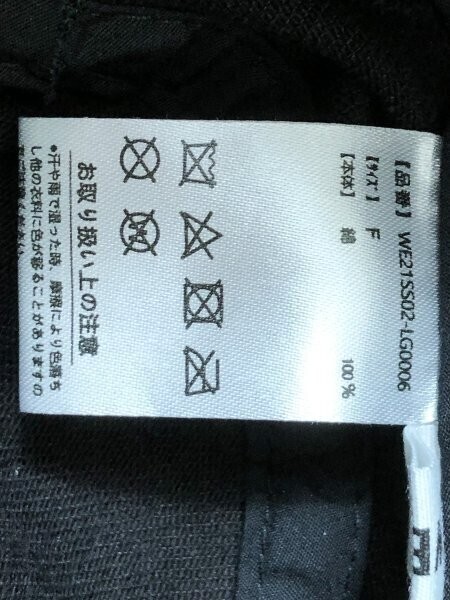 【品番】 WE21SS02-LG0006
【サイズ】 F
【本体】 綿 100%
お取り扱い上の注意
●汗や雨で湿った時、摩擦により色落ち
し他の衣料に色が移ることがありますの